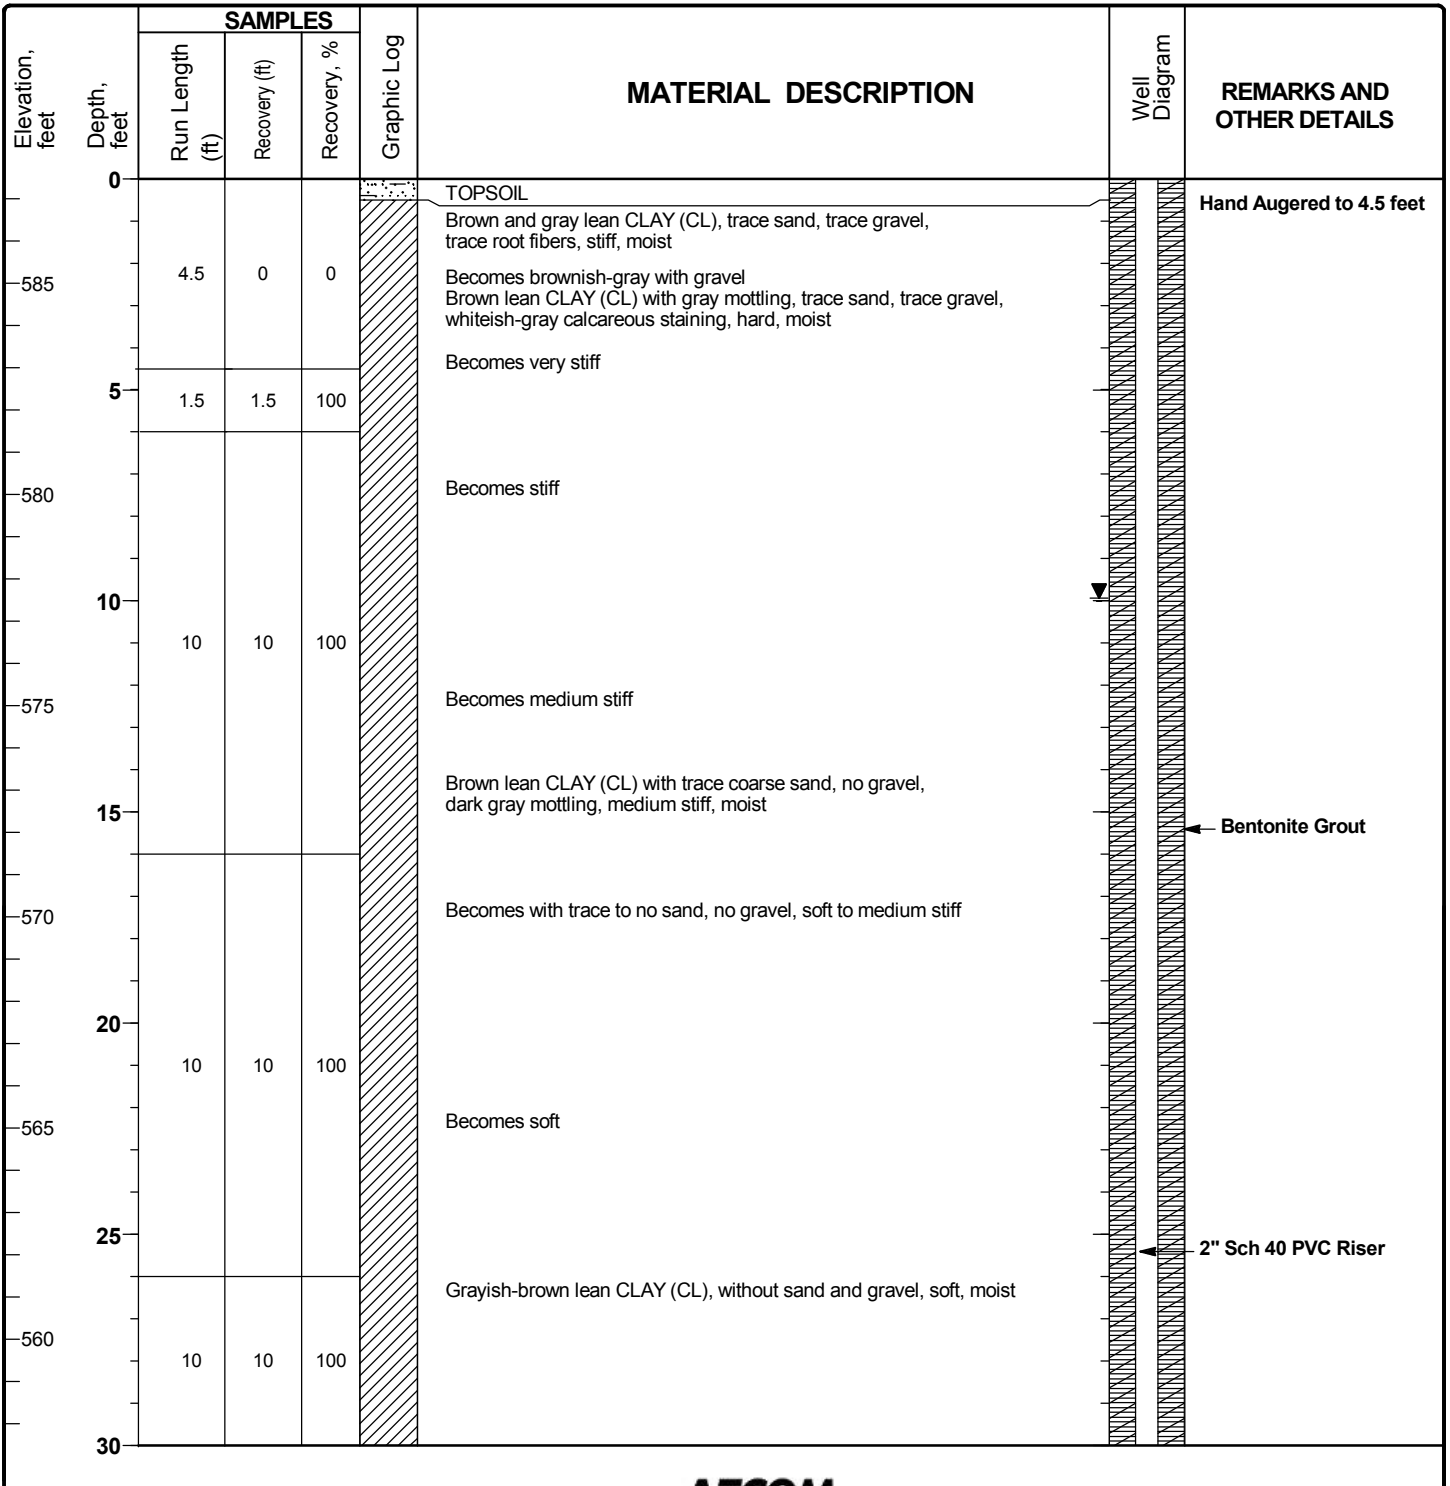 SAMPLES
Elevation,
feet
Depth,
feet
Run Length
(ft)
Recovery (ft)
Recovery, %
Graphic Log
MATERIAL DESCRIPTION
Well
Diagram
REMARKS AND
OTHER DETAILS
0
TOPSOIL
Hand Augered to 4.5 feet
Brown and gray lean CLAY (CL), trace sand, trace gravel,
trace root fibers, stiff, moist
585
4.5 0 0
Becomes brownish-gray with gravel
Brown lean CLAY (CL) with gray mottling, trace sand, trace gravel,
whiteish-gray calcareous staining, hard, moist
Becomes very stiff
5
1.5 1.5 100
580
Becomes stiff
10
10 10 100
575
Becomes medium stiff
Brown lean CLAY (CL) with trace coarse sand, no gravel,
dark gray mottling, medium stiff, moist
15
Bentonite Grout
570
Becomes with trace to no sand, no gravel, soft to medium stiff
20
10 10 100
565
Becomes soft
25
2" Sch 40 PVC Riser
Grayish-brown lean CLAY (CL), without sand and gravel, soft, moist
560
10 10 100
30
AECOM